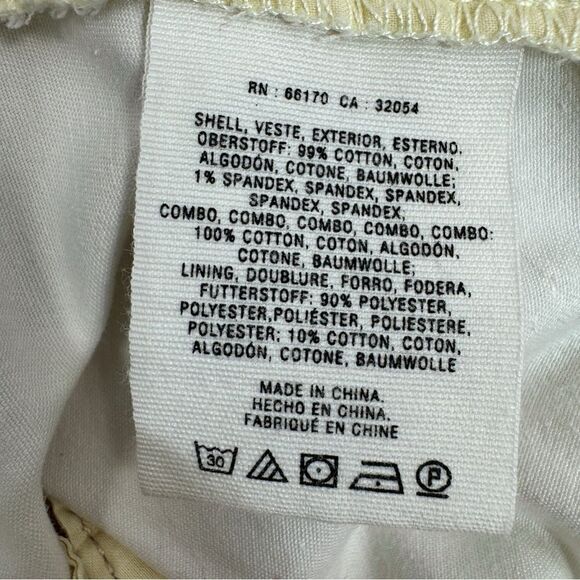 RN : 66170 CA : 32054
SHELL, VESTE, EXTERIOR, ESTERNO,
OBERSTOFF: 99% COTTON, COTON,
ALGODÓN, COTONE, BAUMWOLLE;
1% SPANDEX, SPANDEX, SPANDEX,
SPANDEX, SPANDEX;
COMBO, COMBO, COMBO, COMBO, COMBO:
100% COTTON, COTON, ALGODÓN,
COTONE, BAUMWOLLE;
LINING, DOUBLURE, FORRO, FODERA,
FUTTERSTOFF: 90% POLYESTER,
POLYESTER,POLIÉSTER, POLIESTERE,
POLYESTER; 10% COTTON, COTON,
ALGODÓN, COTONE, BAUMWOLLE
MADE IN CHINA.
HECHO EN CHINA.
FABRIQUÉ EN CHINE
30 P